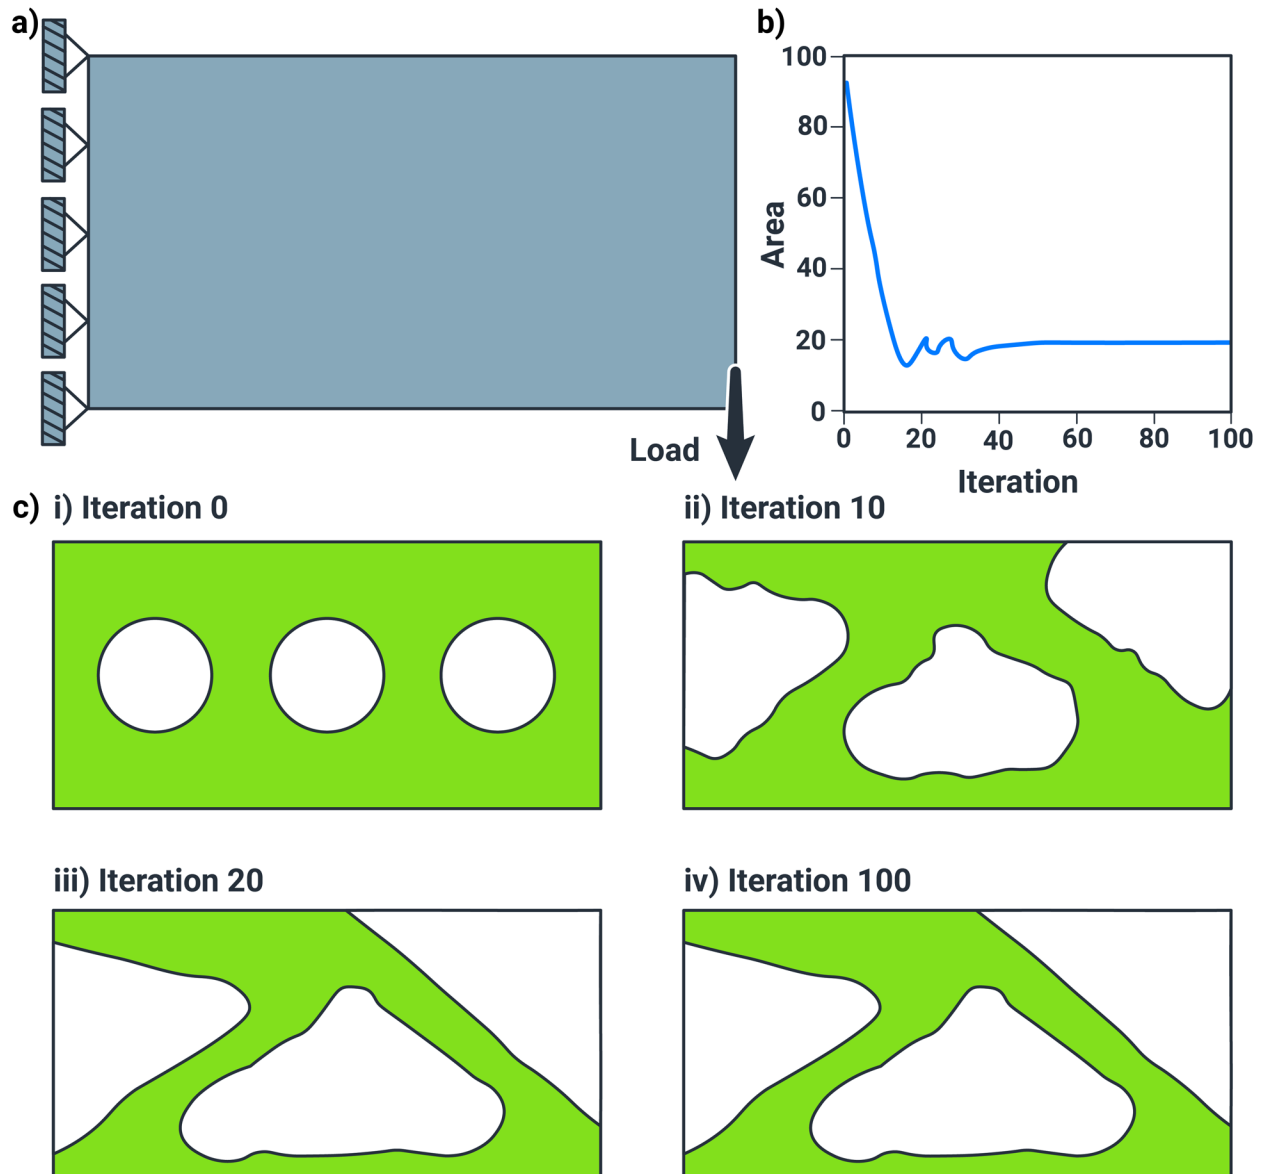 a)
Load
b)
100
80
60
40
20
0
Area
0 20 40 60 80 100
Iteration
c) i) Iteration 0
ii) Iteration 10
iii) Iteration 20
iv) Iteration 100